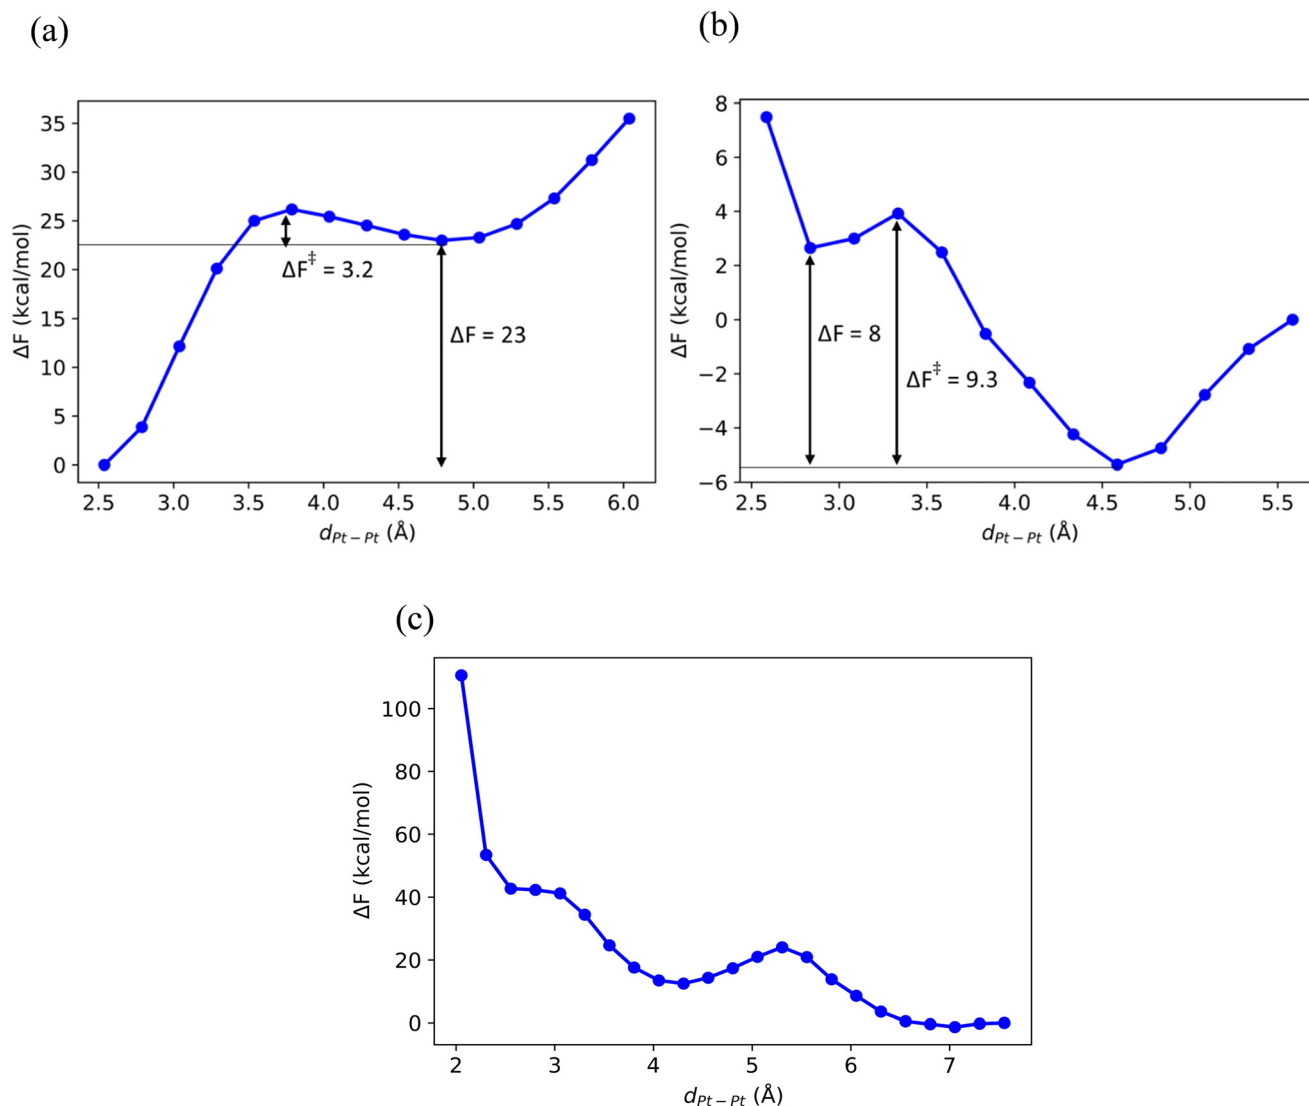 (a)
35
30
25
20
15
10
5
0
ΔF (kcal/mol)
ΔF‡ = 3.2
ΔF = 23
2.5 3.0 3.5 4.0 4.5 5.0 5.5 6.0
dPt−Pt (Å)
(b)
8
6
4
2
0
−2
−4
−6
ΔF (kcal/mol)
ΔF = 8
ΔF‡ = 9.3
2.5 3.0 3.5 4.0 4.5 5.0 5.5
dPt−Pt (Å)
(c)
100
80
60
40
20
0
ΔF (kcal/mol)
2 3 4 5 6 7
dPt−Pt (Å)